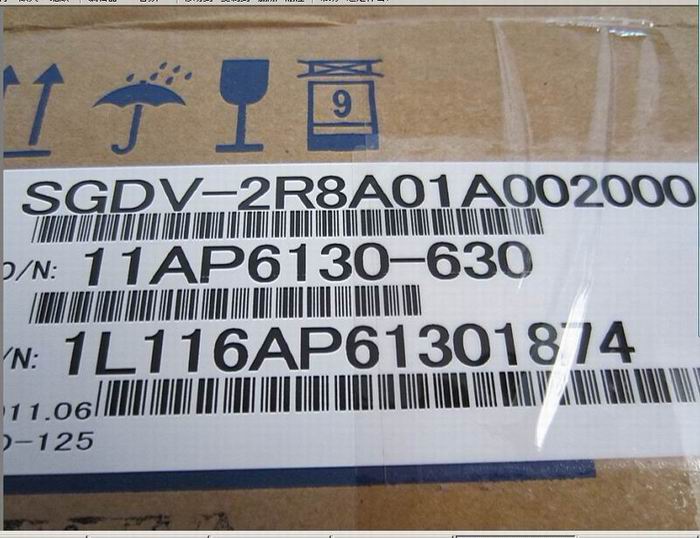 9
SGDV-2R8A01A002000
O/N: 11AP6130-630
/N: 1L116AP61301874
011.06
D-125